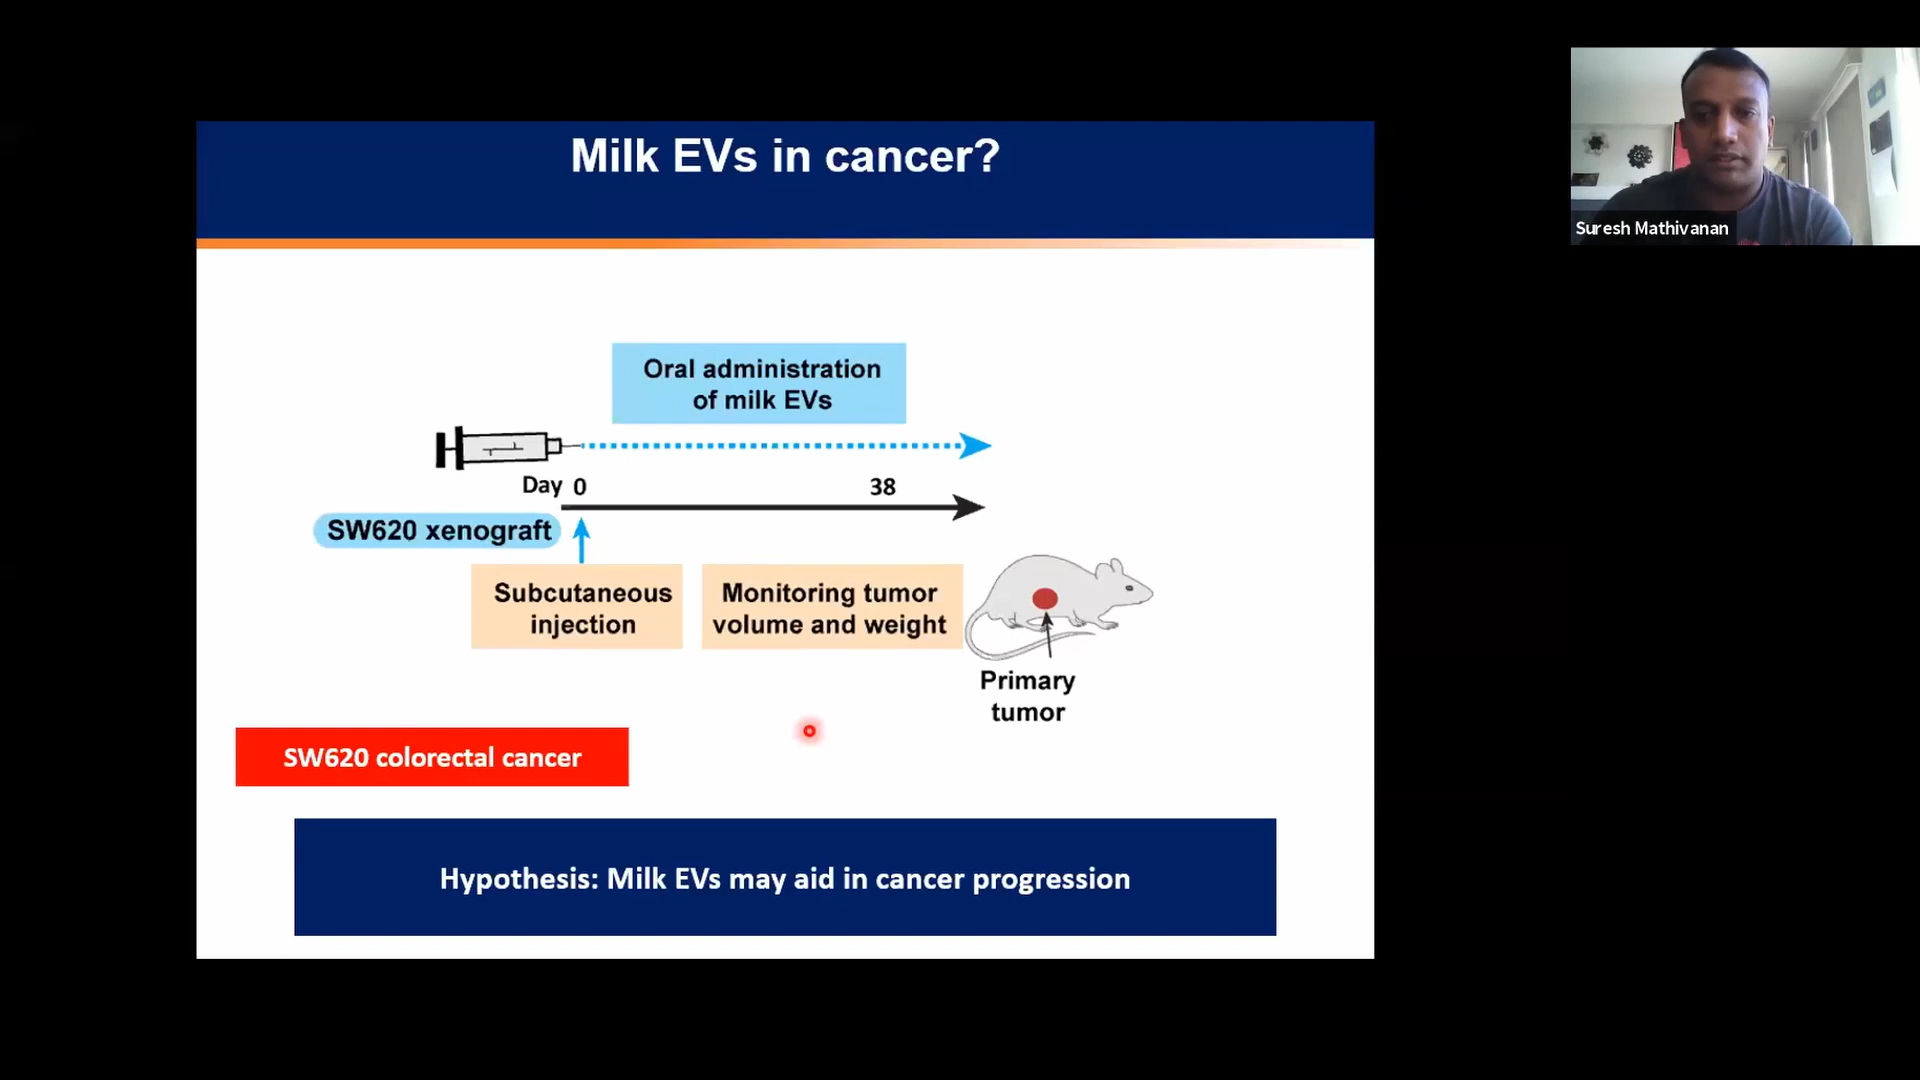 Milk EVs in cancer?
Suresh Mathivanan
Oral administration
of milk EVs
Day 0
38
SW620 xenograft
Subcutaneous
injection
Monitoring tumor
volume and weight
Primary
tumor
SW620 colorectal cancer
Hypothesis: Milk EVs may aid in cancer progression